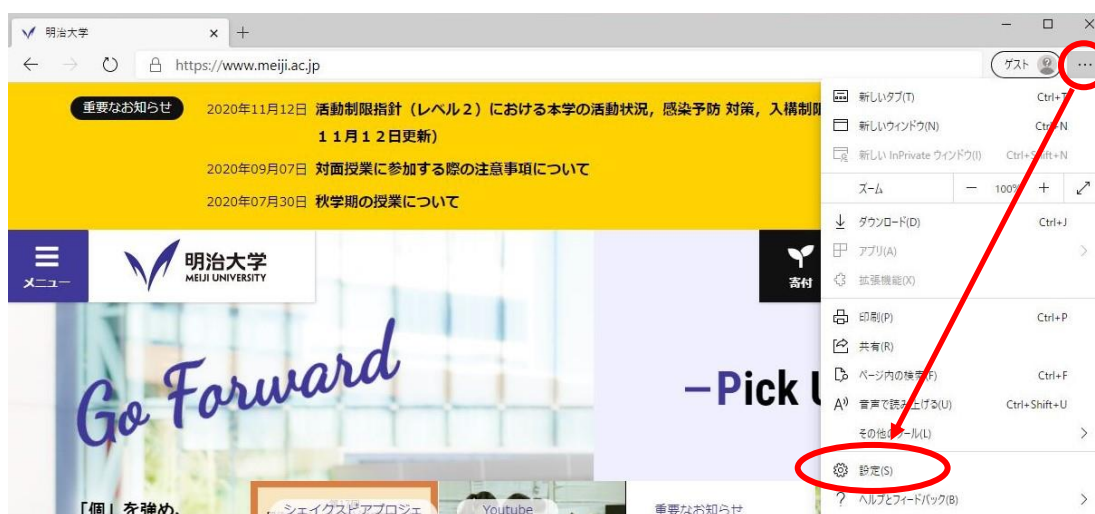 明治大学
https://www.meiji.ac.jp
ゲスト
重要なお知らせ
2020年11月12日 活動制限指針（レベル２）における本学の活動状況，感染予防 対策，入構制限
１１月１２日更新）
2020年09月07日 対面授業に参加する際の注意事項について
2020年07月30日 秋学期の授業について
メニュー
明治大学
MEIJI UNIVERSITY
寄付
Go Forward
—Pick U
「個」を強め、
シェイクスピアプロジェ
Youtube
重要なお知らせ
新しいタブ(T) Ctrl+T
新しいウィンドウ(N) Ctrl+N
新しい InPrivate ウィンドウ(I) Ctrl+Shift+N
ズーム 100%
ダウンロード(D) Ctrl+J
アプリ(A)
拡張機能(X)
印刷(P) Ctrl+P
共有(R)
ページ内の検索(F) Ctrl+F
音声で読み上げる(U) Ctrl+Shift+U
その他のツール(L)
設定(S)
ヘルプとフィードバック(B)